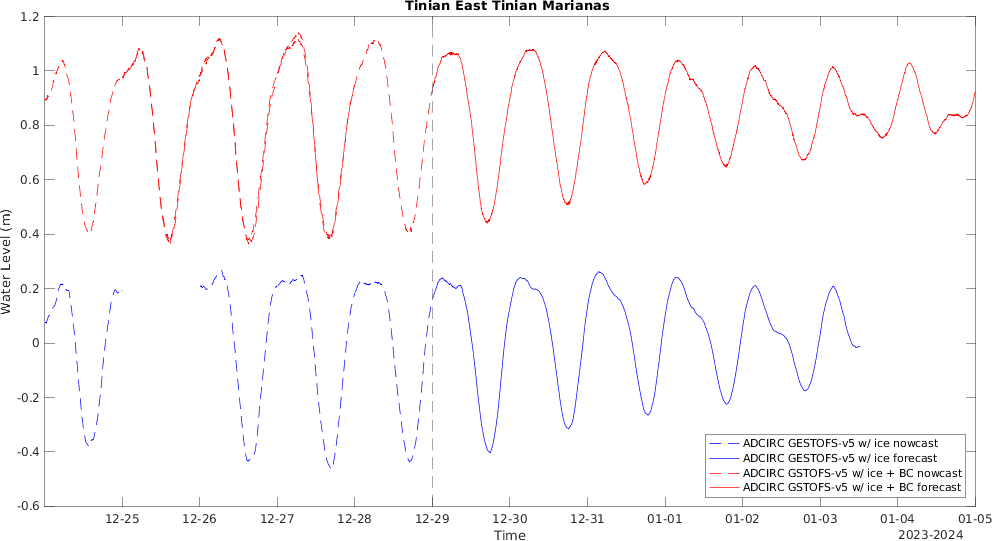 Tinian East Tinian Marianas
1.2
1
0.8
0.6
0.4
0.2
0
-0.2
-0.4
-0.6
Water Level (m)
ADCIRC GESTOFS-v5 w/ ice nowcast
ADCIRC GESTOFS-v5 w/ ice forecast
ADCIRC GSTOFS-v5 w/ ice + BC nowcast
ADCIRC GSTOFS-v5 w/ ice + BC forecast
12-25 12-26 12-27 12-28 12-29 12-30 12-31 01-01 01-02 01-03 01-04 01-05
Time
2023-2024